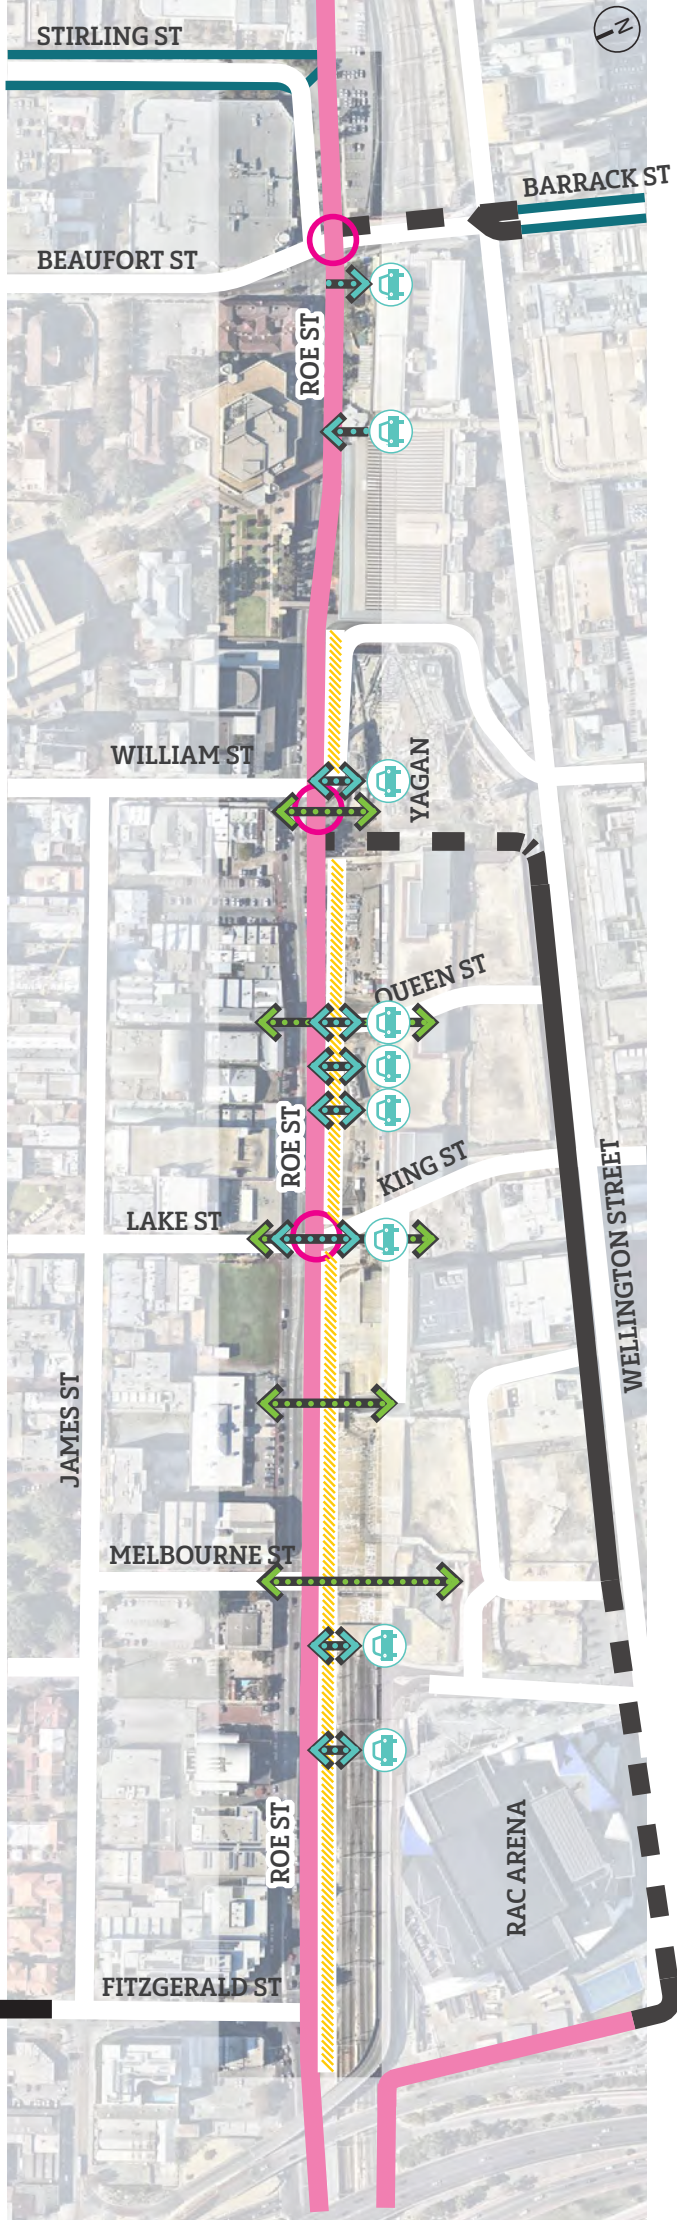 N
STIRLING ST
BARRACK ST
BEAUFORT ST
ROE ST
WILLIAM ST
YAGAN
QUEEN ST
ROE ST
KING ST
LAKE ST
WELLINGTON STREET
JAMES ST
MELBOURNE ST
ROE ST
RAC ARENA
FITZGERALD ST